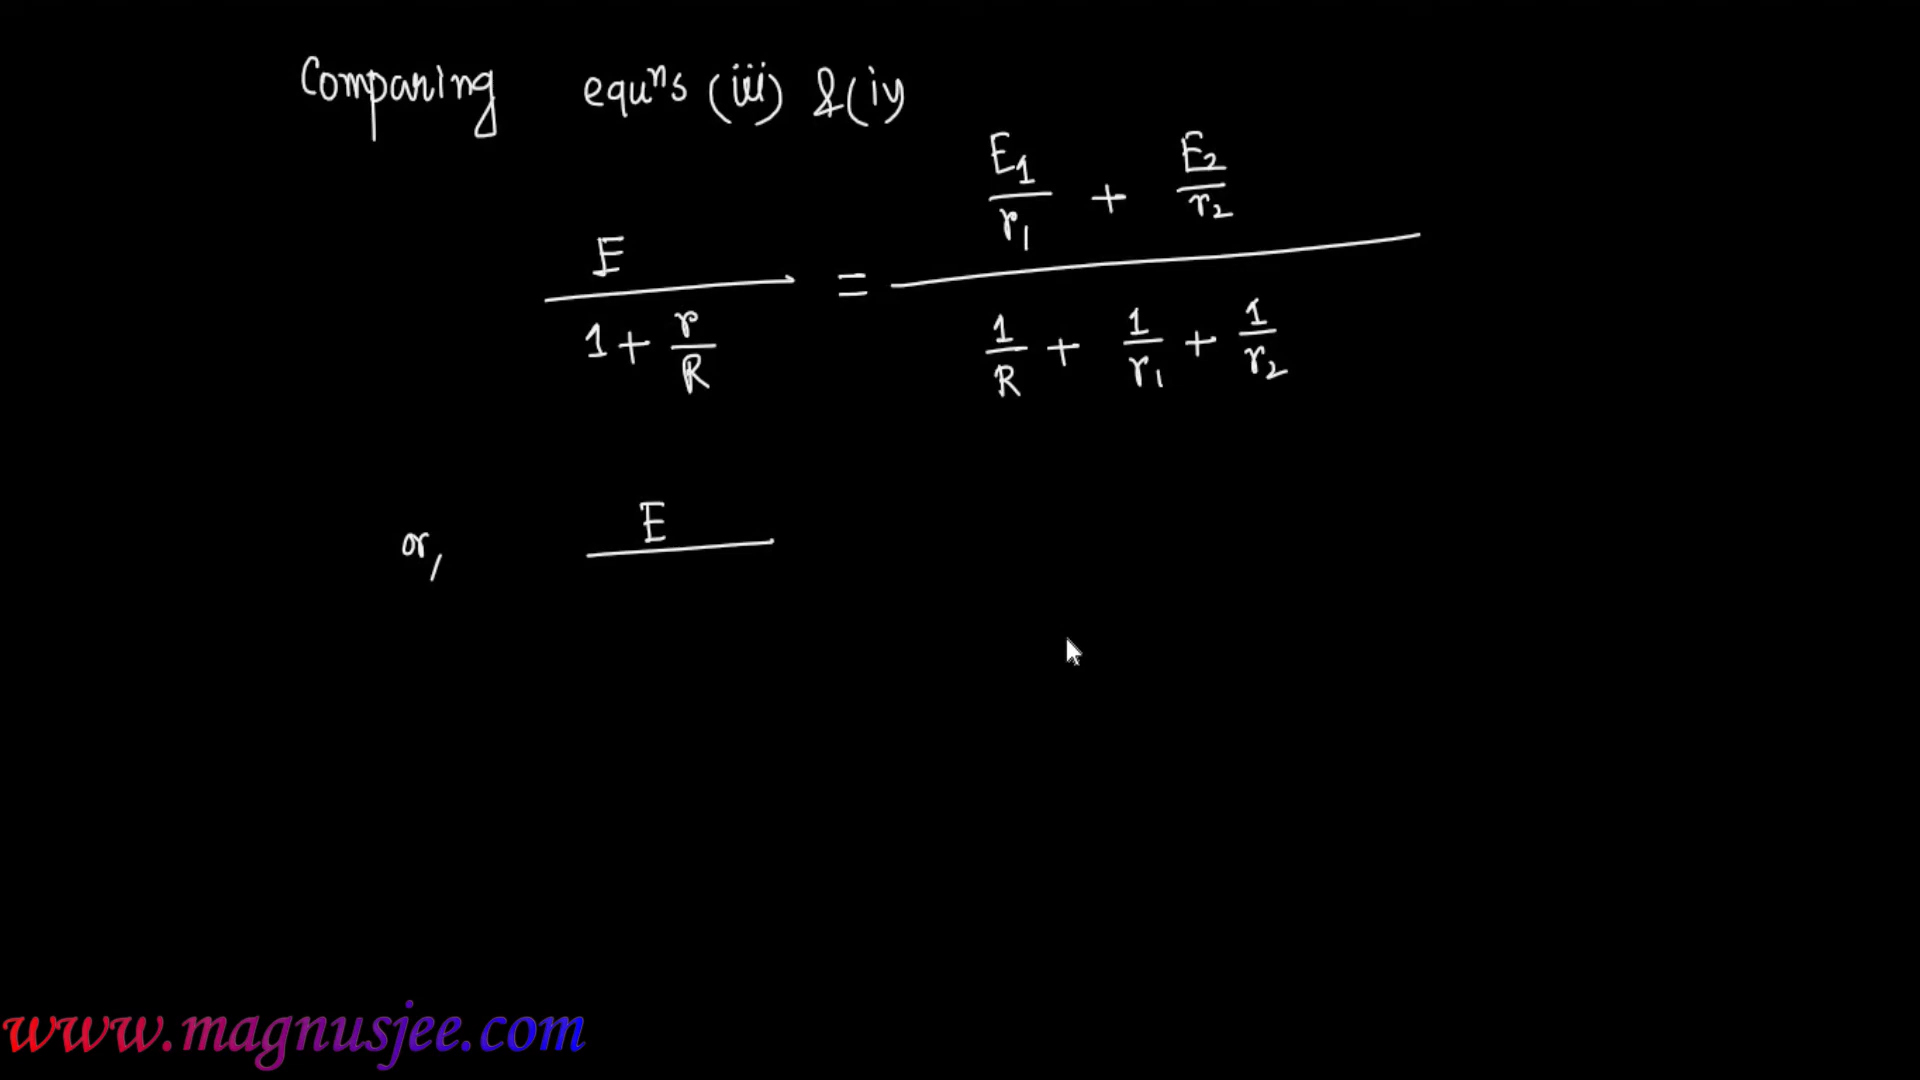 Comparing equⁿs (iii) & (iv)
E / (1 + r/R) = (E₁/r₁ + E₂/r₂) / (1/R + 1/r₁ + 1/r₂)
or, E
www.magnusjee.com